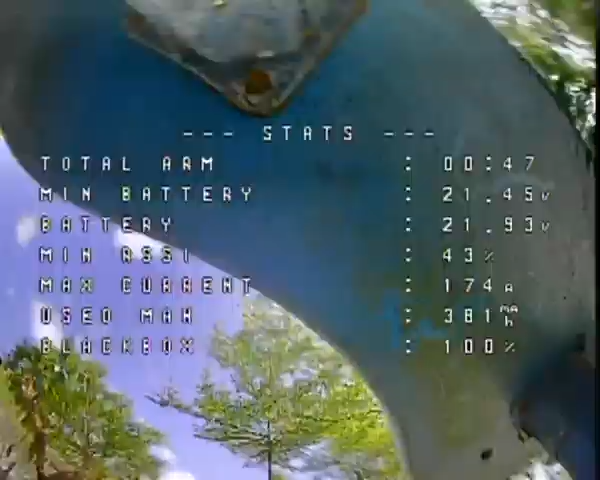 --- STATS ---
TOTAL ARM : 00:47
MIN BATTERY : 21.45V
BATTERY : 21.93V
MIN RSSI : 43%
MAX CURRENT : 174A
USED MAH : 381MAH
BLACKBOX : 100%